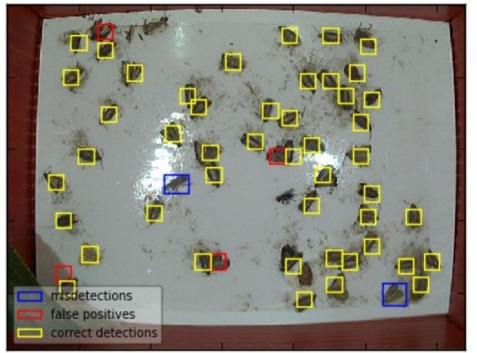 misdetections
false positives
correct detections